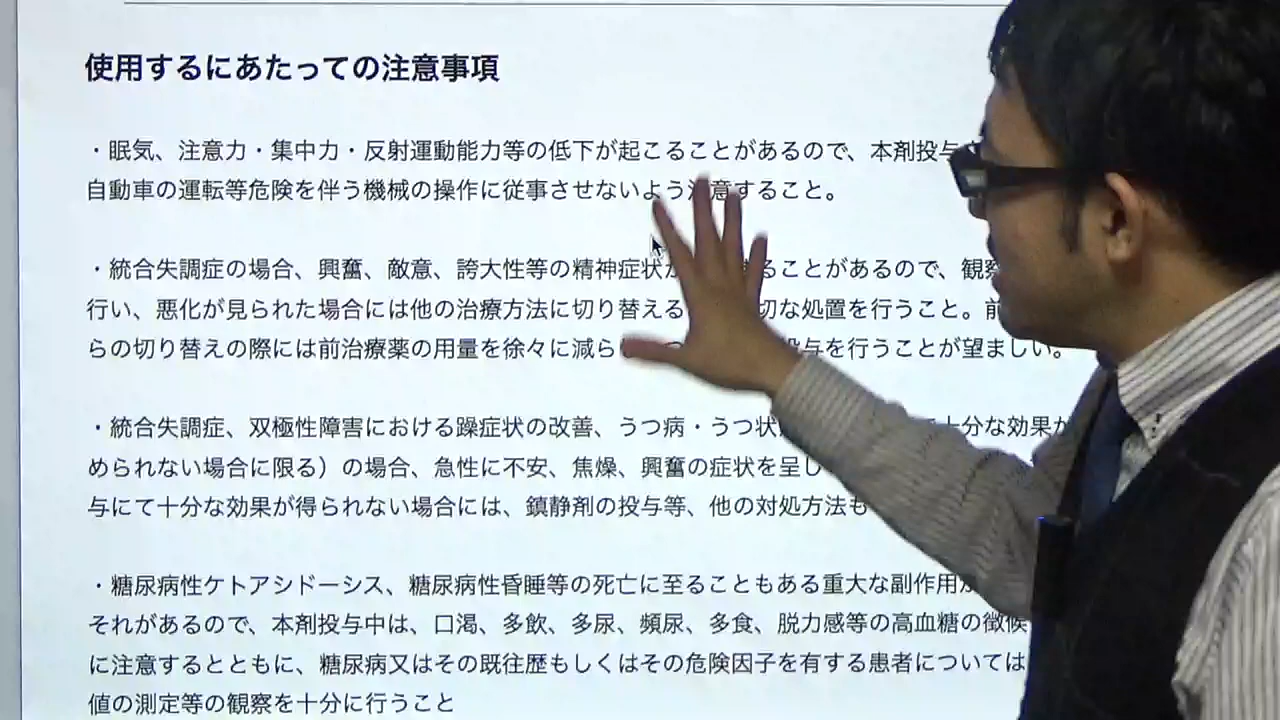 使用するにあたっての注意事項
・眠気、注意力・集中力・反射運動能力等の低下が起こることがあるので、本剤投与
自動車の運転等危険を伴う機械の操作に従事させないよう注意すること。
・統合失調症の場合、興奮、敵意、誇大性等の精神症状が ることがあるので、観察
行い、悪化が見られた場合には他の治療方法に切り替える 切な処置を行うこと。前
らの切り替えの際には前治療薬の用量を徐々に減ら 投与を行うことが望ましい。
・統合失調症、双極性障害における躁症状の改善、うつ病・うつ状 十分な効果が
められない場合に限る）の場合、急性に不安、焦燥、興奮の症状を呈し
与にて十分な効果が得られない場合には、鎮静剤の投与等、他の対処方法も
・糖尿病性ケトアシドーシス、糖尿病性昏睡等の死亡に至ることもある重大な副作用が
それがあるので、本剤投与中は、口渇、多飲、多尿、頻尿、多食、脱力感等の高血糖の徴候
に注意するとともに、糖尿病又はその既往歴もしくはその危険因子を有する患者については
値の測定等の観察を十分に行うこと